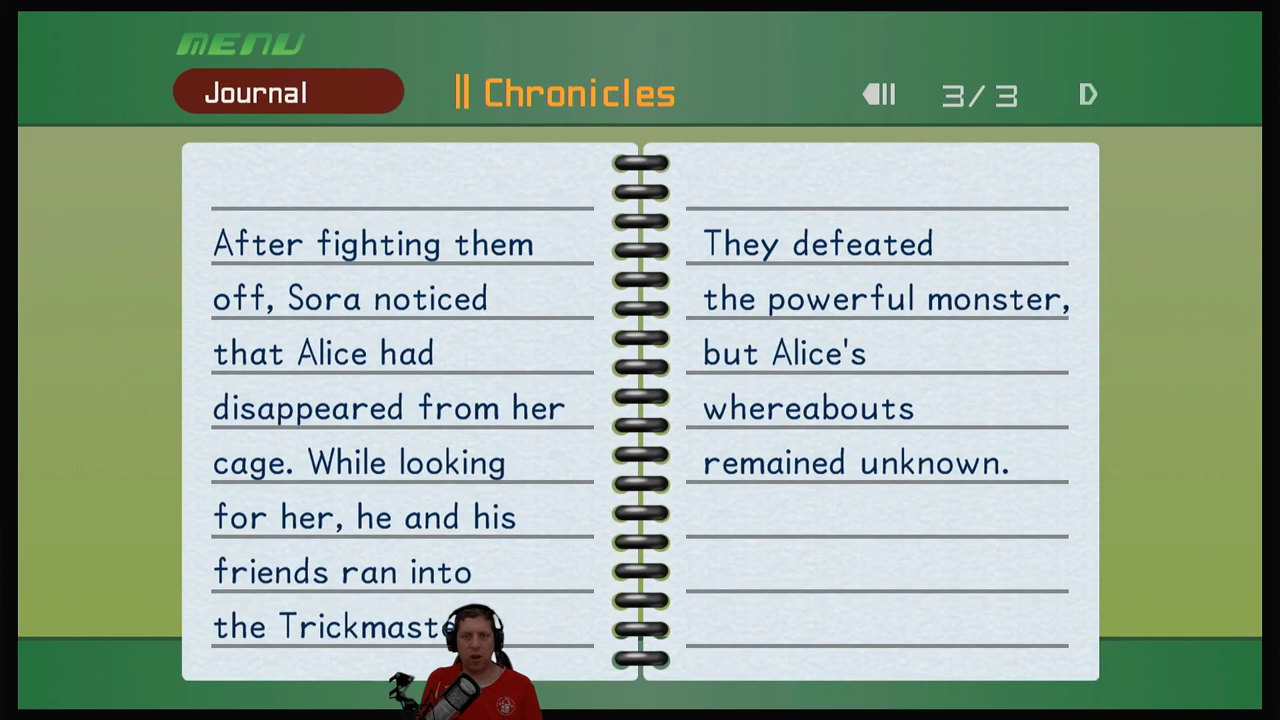 MENU
Journal
Chronicles
3/3
After fighting them
off, Sora noticed
that Alice had
disappeared from her
cage. While looking
for her, he and his
friends ran into
the
They defeated
the powerful monster,
but Alice's
whereabouts
remained unknown.